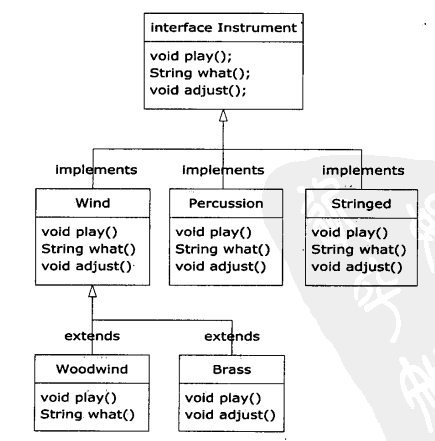 interface Instrument
void play();
String what();
void adjust();
implements
implements
implements
Wind
void play()
String what()
void adjust()
Percussion
void play()
String what()
void adjust()
Stringed
void play()
String what()
void adjust()
extends
extends
Woodwind
void play()
String what()
Brass
void play()
void adjust()